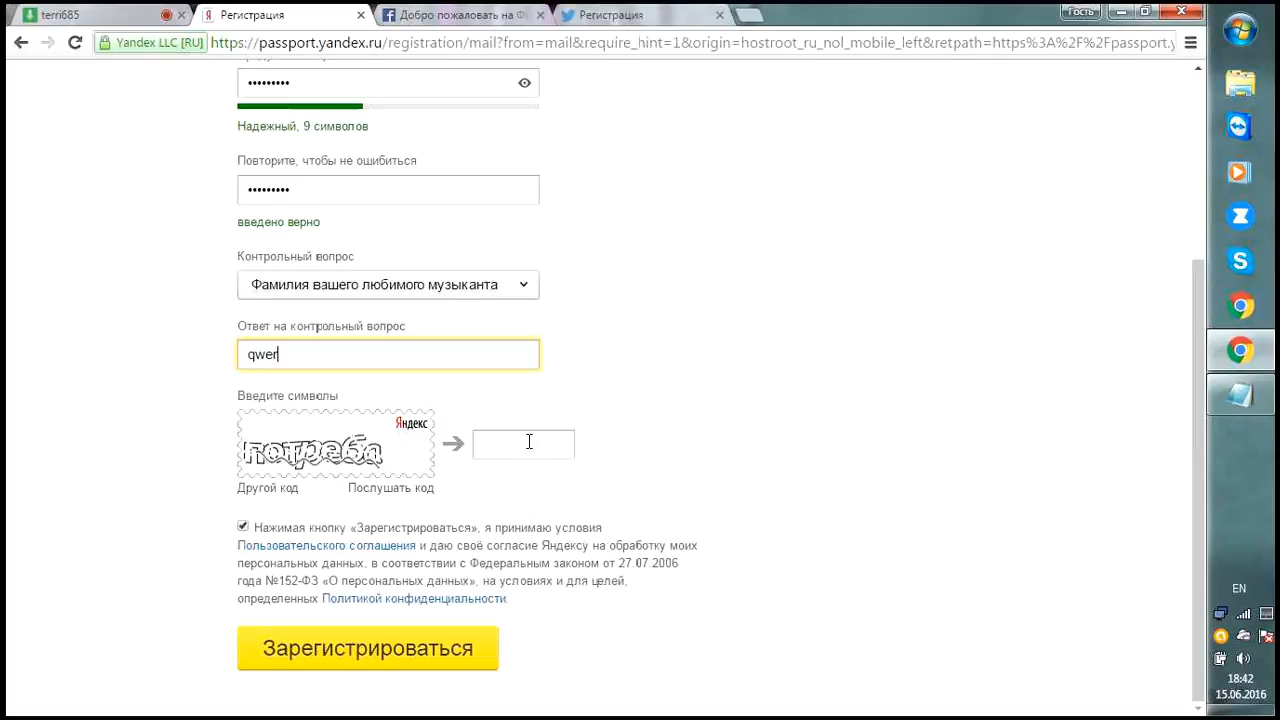 terri685
Регистрация
Добро пожаловать на Ф
Регистрация
Гость
Yandex LLC [RU]
https://passport.yandex.ru/registration/mail?from=mail&require_hint=1&origin=hostroot_ru_nol_mobile_left&retpath=https%3A%2F%2Fpassport.y
•••••••••
Надежный, 9 символов
Повторите, чтобы не ошибиться
•••••••••
введено верно
Контрольный вопрос
Фамилия вашего любимого музыканта
Ответ на контрольный вопрос
qwer
Введите символы
Яндекс
потреба
Другой код
Послушать код
Нажимая кнопку «Зарегистрироваться», я принимаю условия
Пользовательского соглашения и даю своё согласие Яндексу на обработку моих
персональных данных, в соответствии с Федеральным законом от 27.07.2006
года №152-ФЗ «О персональных данных», на условиях и для целей,
определенных Политикой конфиденциальности.
Зарегистрироваться
EN
18:42
15.06.2016